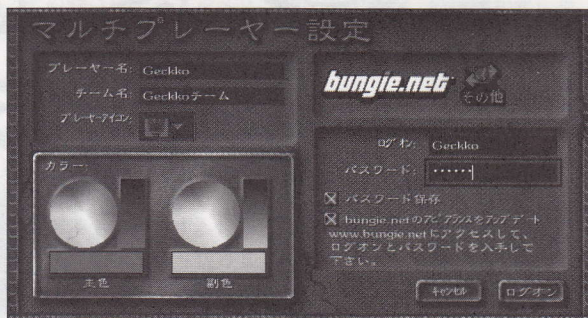 マルチプレーヤー設定
プレーヤー名: Geckko
チーム名: Geckkoチーム
プレーヤーアイコン:
カラー:
主色
副色
bungie.net
その他
ログオン: Geckko
パスワード: ••••••
パスワード保存
bungie.netのアピアランスをアップデート
www.bungie.netにアクセスして、
ログオンとパスワードを入手して
下さい。
キャンセル
ログオン